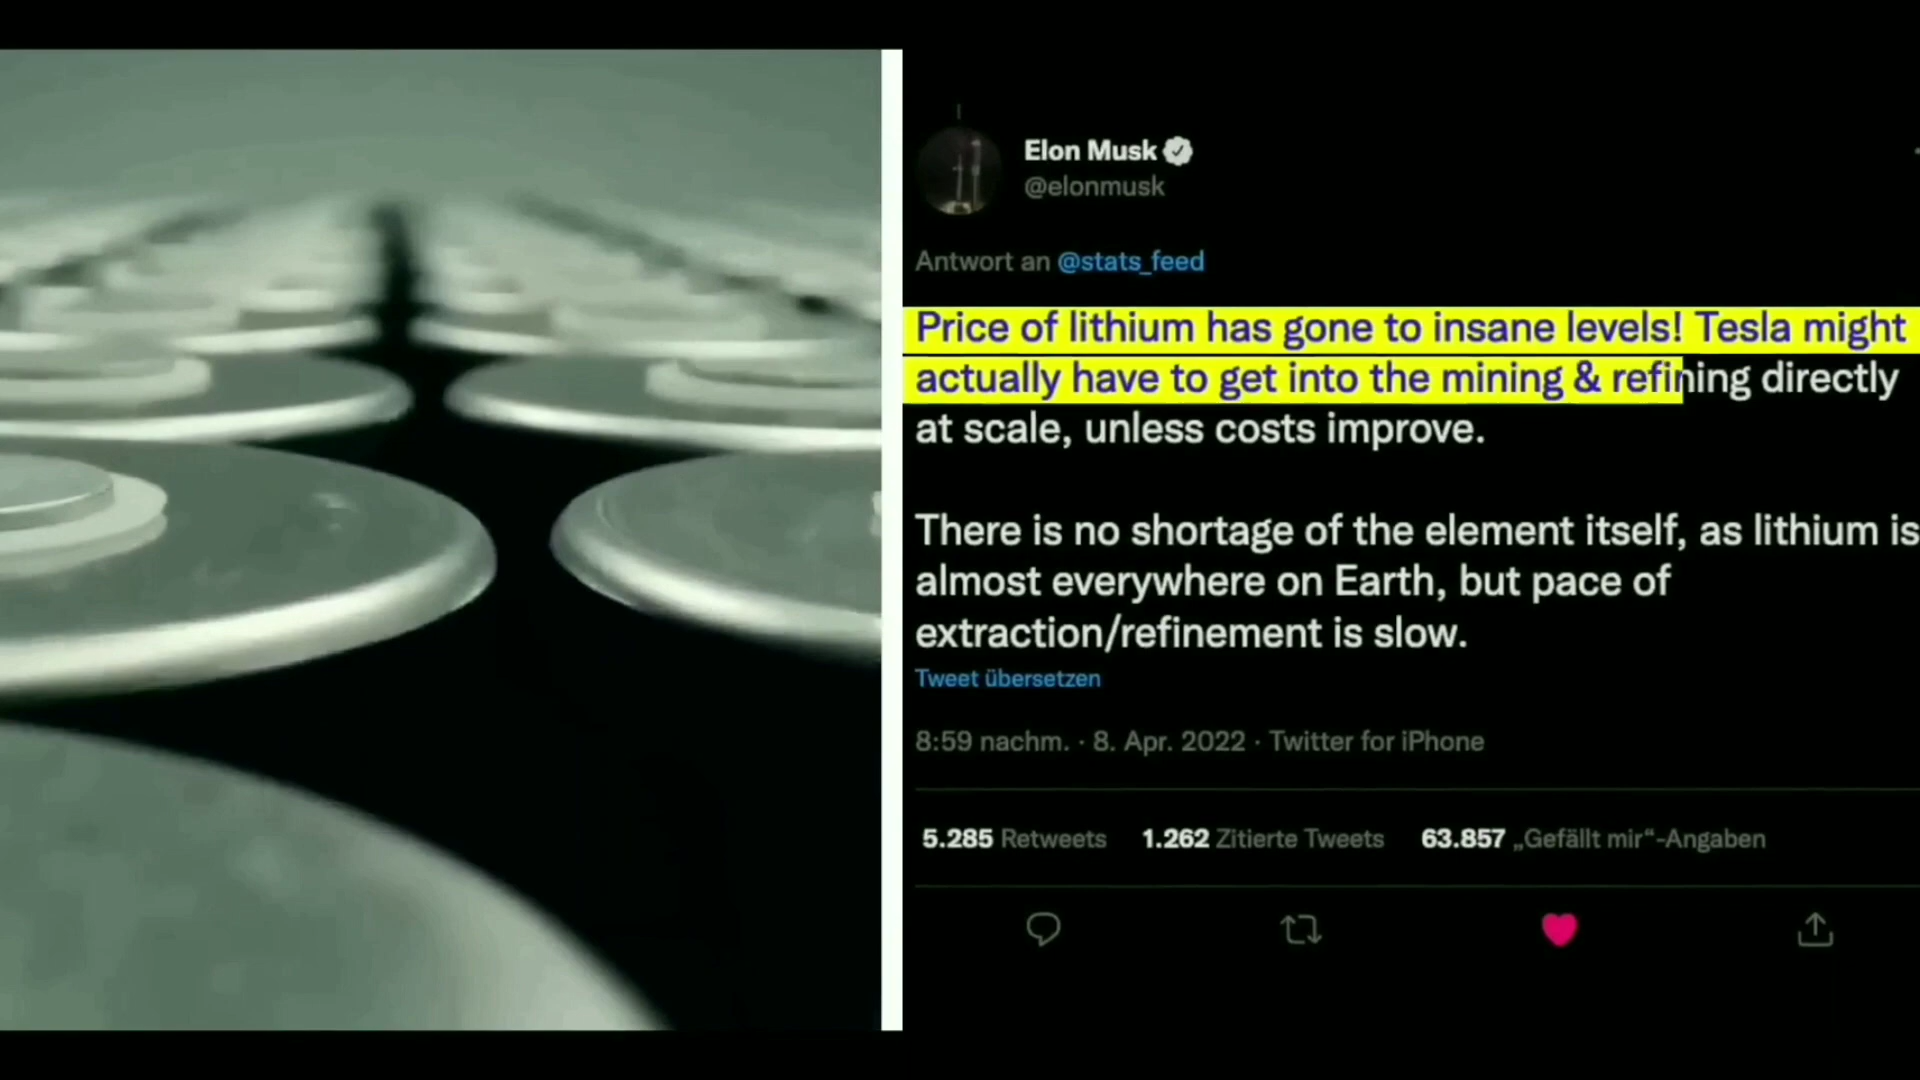 Elon Musk
@elonmusk
Antwort an @stats_feed
Price of lithium has gone to insane levels! Tesla might
actually have to get into the mining & refining directly
at scale, unless costs improve.
There is no shortage of the element itself, as lithium is
almost everywhere on Earth, but pace of
extraction/refinement is slow.
Tweet übersetzen
8:59 nachm. · 8. Apr. 2022 · Twitter for iPhone
5.285 Retweets 1.262 Zitierte Tweets 63.857 „Gefällt mir“-Angaben